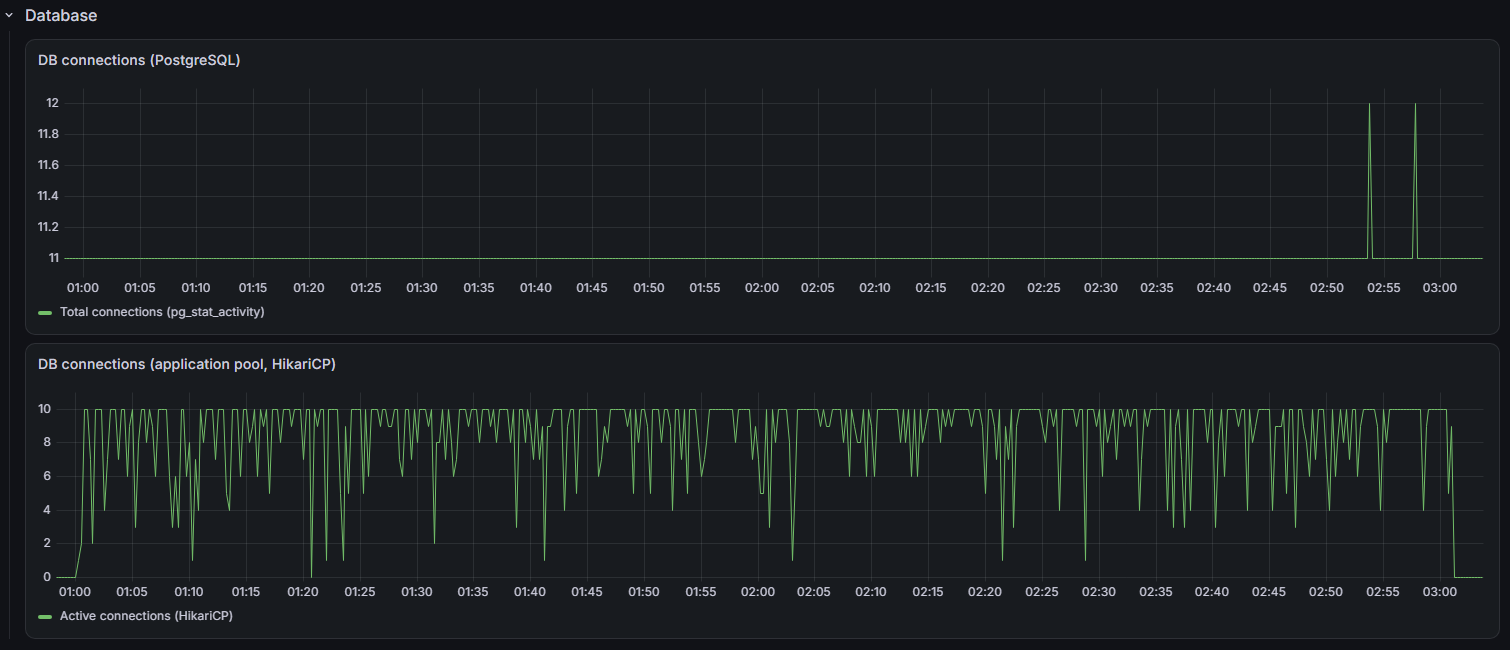 Database
DB connections (PostgreSQL)
12
11.8
11.6
11.4
11.2
11
01:00 01:05 01:10 01:15 01:20 01:25 01:30 01:35 01:40 01:45 01:50 01:55 02:00 02:05 02:10 02:15 02:20 02:25 02:30 02:35 02:40 02:45 02:50 02:55 03:00
Total connections (pg_stat_activity)
DB connections (application pool, HikariCP)
10
8
6
4
2
0
01:00 01:05 01:10 01:15 01:20 01:25 01:30 01:35 01:40 01:45 01:50 01:55 02:00 02:05 02:10 02:15 02:20 02:25 02:30 02:35 02:40 02:45 02:50 02:55 03:00
Active connections (HikariCP)